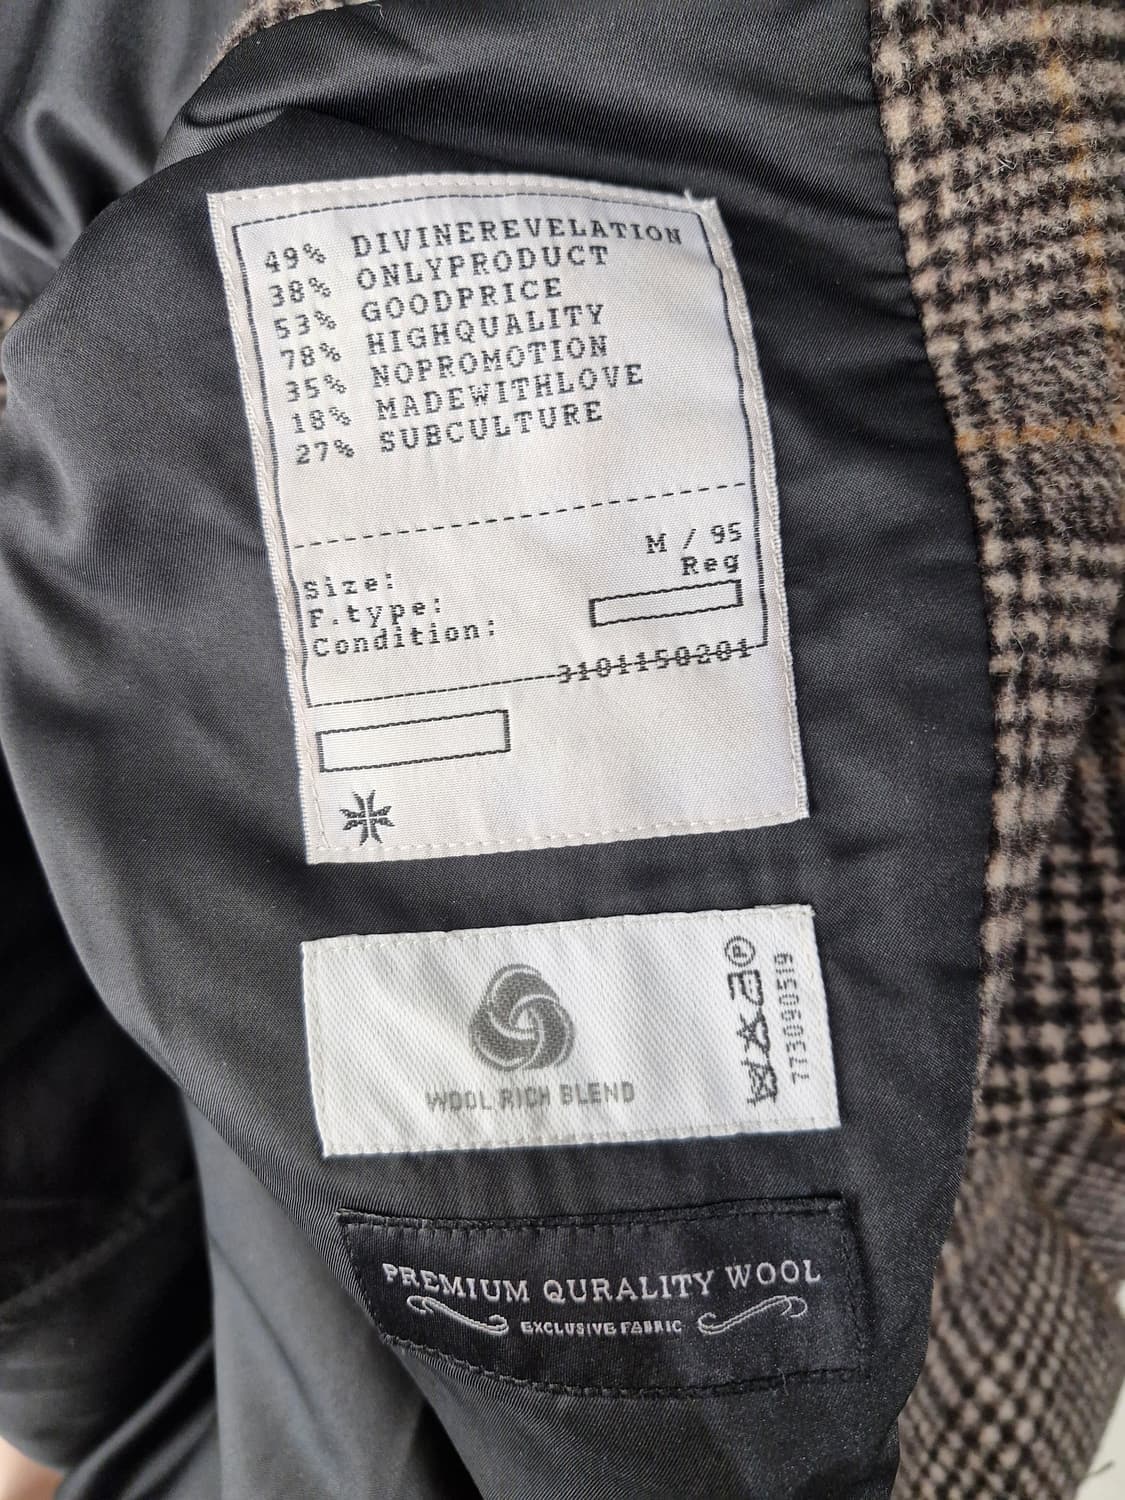 49% DIVINEREVELATION
38% ONLYPRODUCT
53% GOODPRICE
78% HIGHQUALITY
35% NOPROMOTION
18% MADEWITHLOVE
27% SUBCULTURE
Size: M / 95
F.type: Reg
Condition:
3101150201
WOOL RICH BLEND
P
773090519
PREMIUM QURALITY WOOL
EXCLUSIVE FABRIC